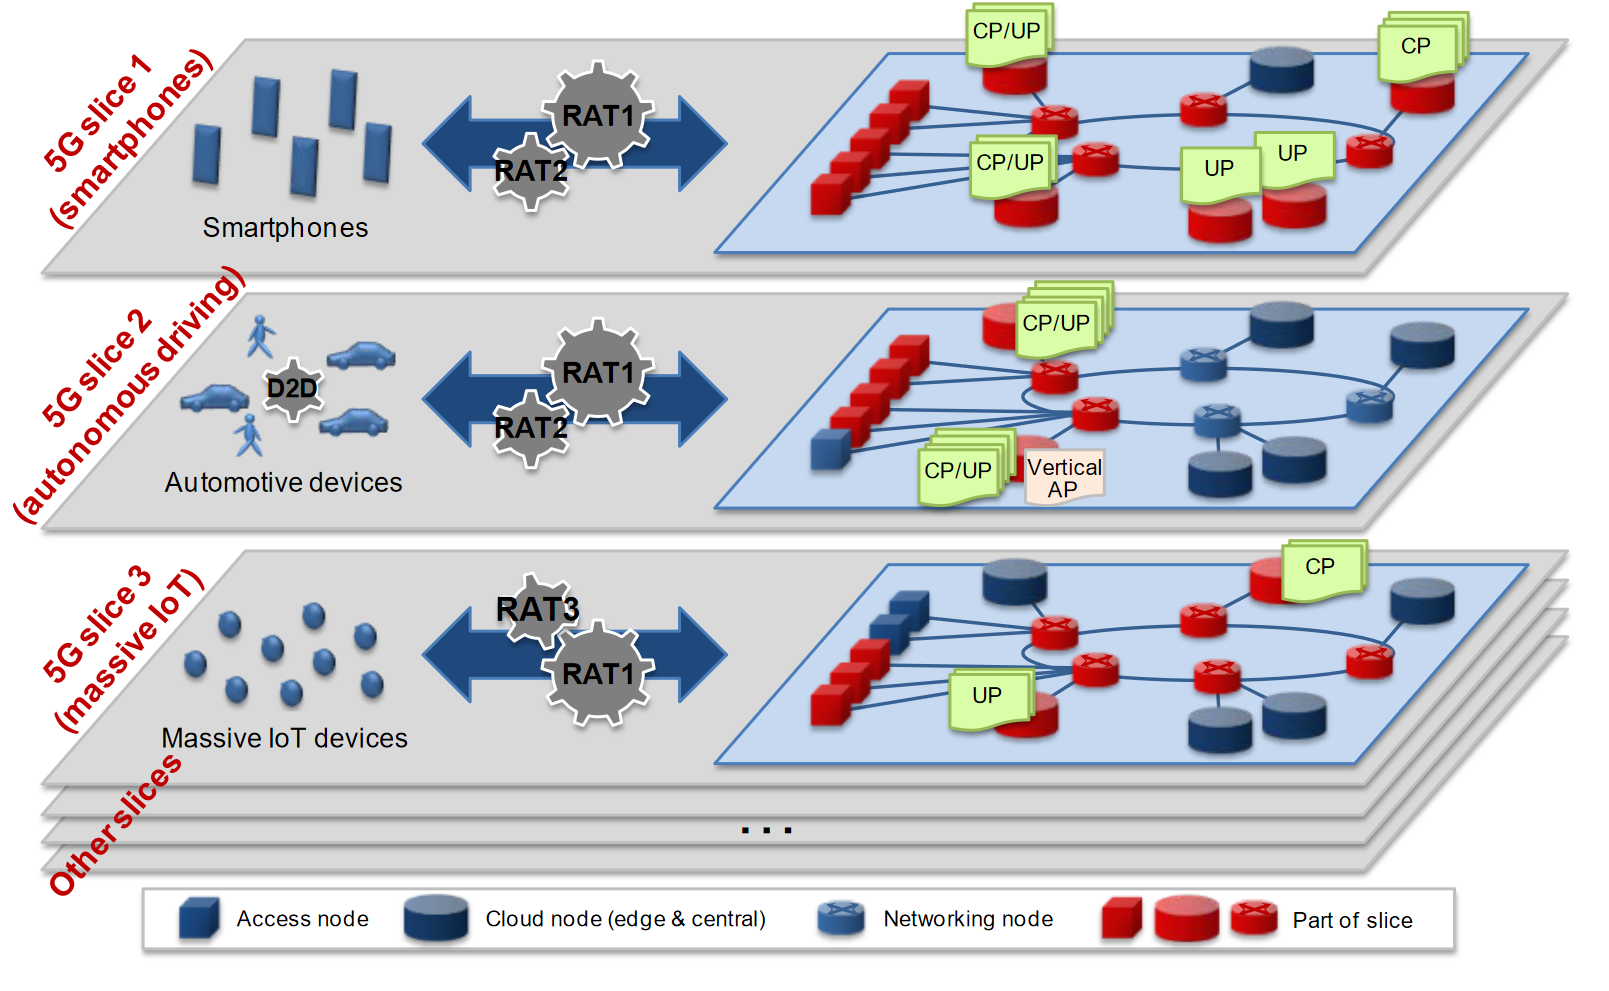 5G slice 1
(smartphones)
Smartphones
RAT1
RAT2
CP/UP
CP
CP/UP
UP
UP
5G slice 2
(autonomous driving)
D2D
Automotive devices
RAT1
RAT2
CP/UP
CP/UP
Vertical
AP
5G slice 3
(massive IoT)
Massive IoT devices
RAT3
RAT1
CP
UP
Other slices
...
Access node
Cloud node (edge & central)
Networking node
Part of slice